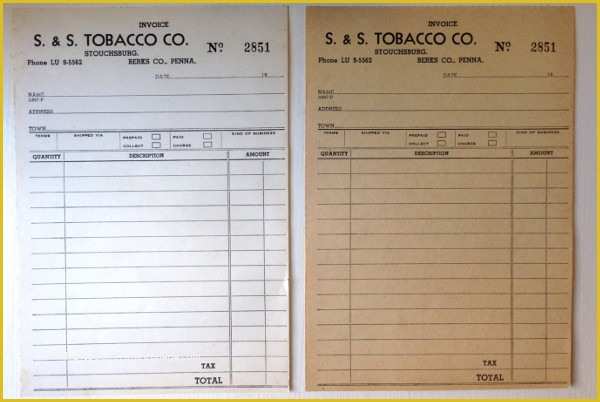 INVOICE
S. & S. TOBACCO CO. Nº 2851
STOUCHSBURG.
Phone LU 9-5562 BERKS CO., PENNA.
DATE 19
NAME
ADDRESS
TOWN
TERMS SHIPPED VIA PREPAID PAID KIND OF BUSINESS
COLLECT CHARGE
QUANTITY DESCRIPTION AMOUNT
TAX
TOTAL
INVOICE
S. & S. TOBACCO CO. Nº 2851
STOUCHSBURG.
Phone LU 9-5562 BERKS CO., PENNA.
DATE 19
NAME
ADDRESS
TOWN
TERMS SHIPPED VIA PREPAID PAID KIND OF BUSINESS
COLLECT CHARGE
QUANTITY DESCRIPTION AMOUNT
TAX
TOTAL